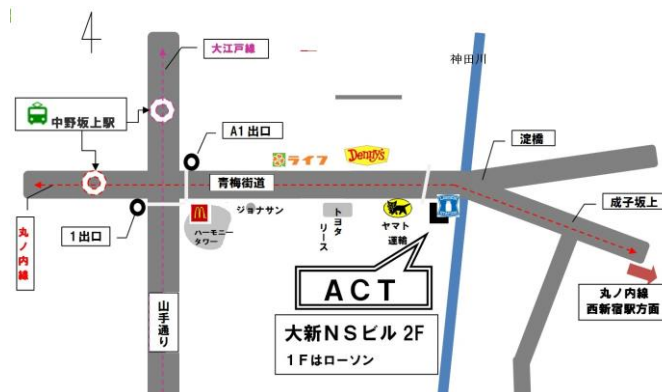 大江戸線
神田川
中野坂上駅
A1出口
淀橋
ライフ
Denny's
青梅街道
成子坂上
丸ノ内線
1出口
ハーモニー
タワー
ジョナサン
トヨタ
リース
ヤマト
運輸
ACT
丸ノ内線
西新宿駅方面
山手通り
大新NSビル 2F
1Fはローソン